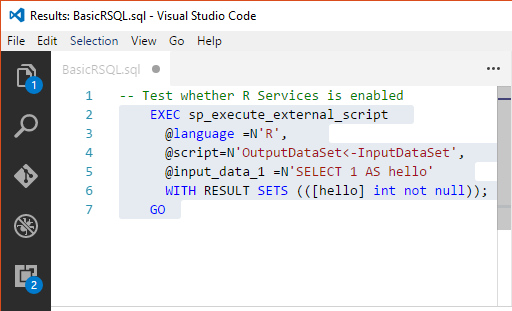 Results: BasicRSQL.sql - Visual Studio Code
File Edit Selection View Go Help
BasicRSQL.sql
1 -- Test whether R Services is enabled
2 EXEC sp_execute_external_script
3 @language =N'R',
4 @script=N'OutputDataSet<-InputDataSet',
5 @input_data_1 =N'SELECT 1 AS hello'
6 WITH RESULT SETS (([hello] int not null));
7 GO
1
2